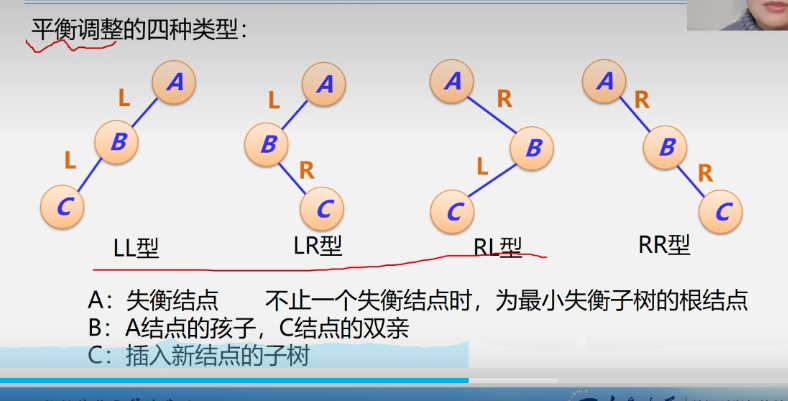 平衡调整的四种类型：
A A A A
L L R R
B B B B
L R L R
C C C C
LL型 LR型 RL型 RR型
A：失衡结点 不止一个失衡结点时，为最小失衡子树的根结点
B：A结点的孩子，C结点的双亲
C：插入新结点的子树